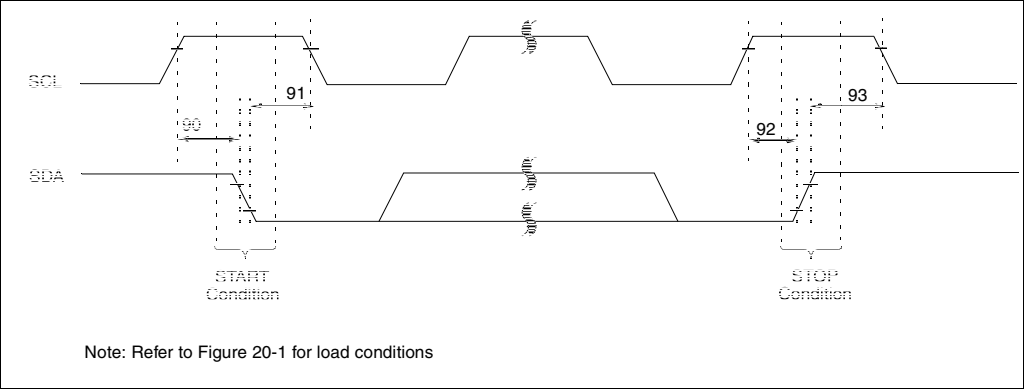 SCL
91
93
90
92
SDA
START
Condition
STOP
Condition
Note: Refer to Figure 20-1 for load conditions